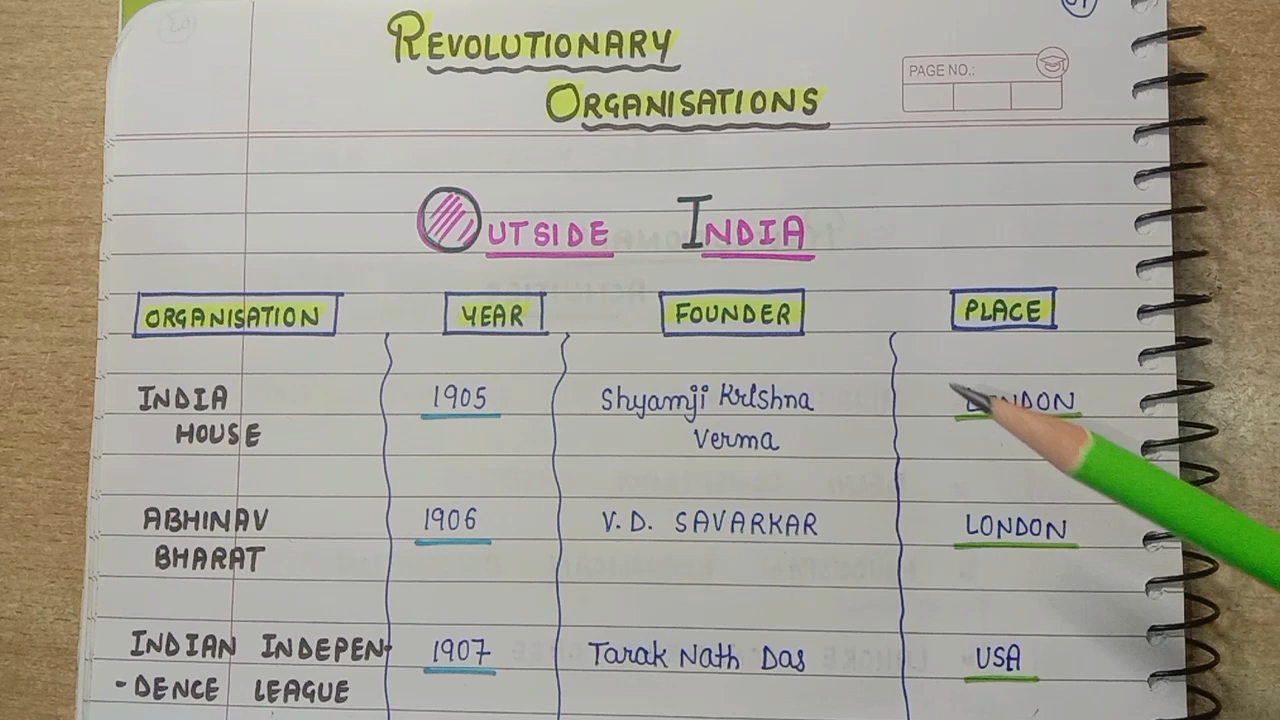 REVOLUTIONARY
ORGANISATIONS
PAGE NO.:
OUTSIDE INDIA
ORGANISATION YEAR FOUNDER PLACE
INDIA 1905 Shyamji Krishna LONDON
HOUSE Verma
ABHINAV 1906 V. D. SAVARKAR LONDON
BHARAT
INDIAN INDEPEN- 1907 Tarak Nath Das USA
-DENCE LEAGUE